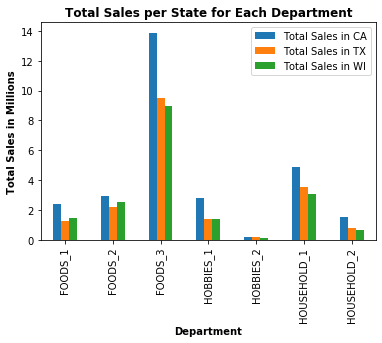 Total Sales per State for Each Department
Total Sales in CA
Total Sales in TX
Total Sales in WI
Total Sales in Millions
14
12
10
8
6
4
2
0
FOODS_1
FOODS_2
FOODS_3
HOBBIES_1
HOBBIES_2
HOUSEHOLD_1
HOUSEHOLD_2
Department